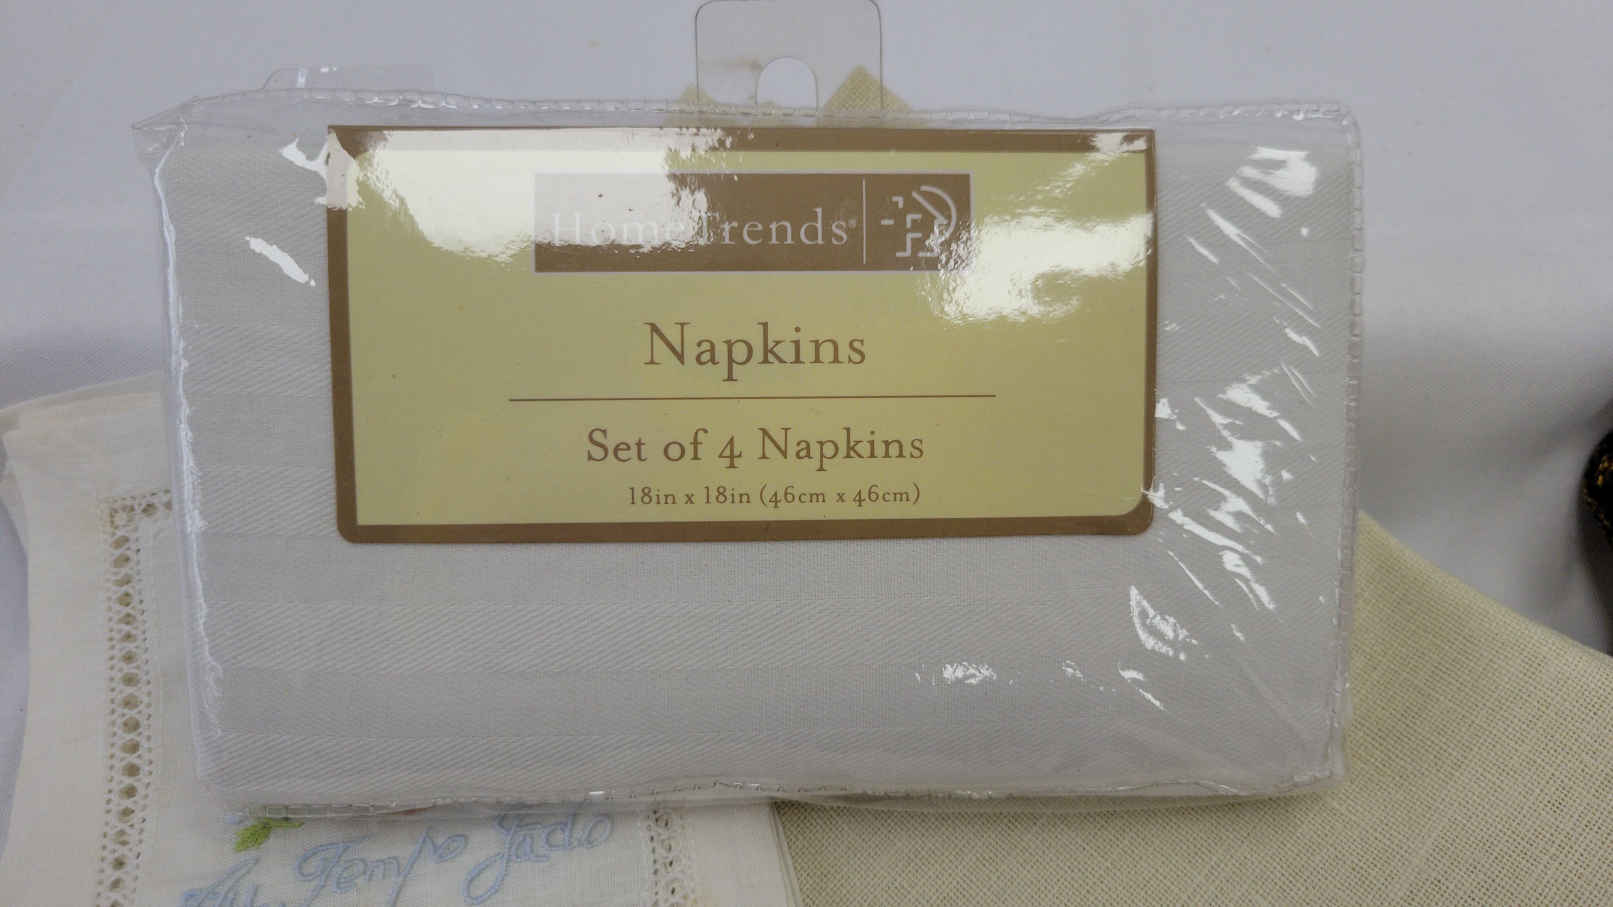 HomeTrends®
Napkins
Set of 4 Napkins
18in x 18in (46cm x 46cm)